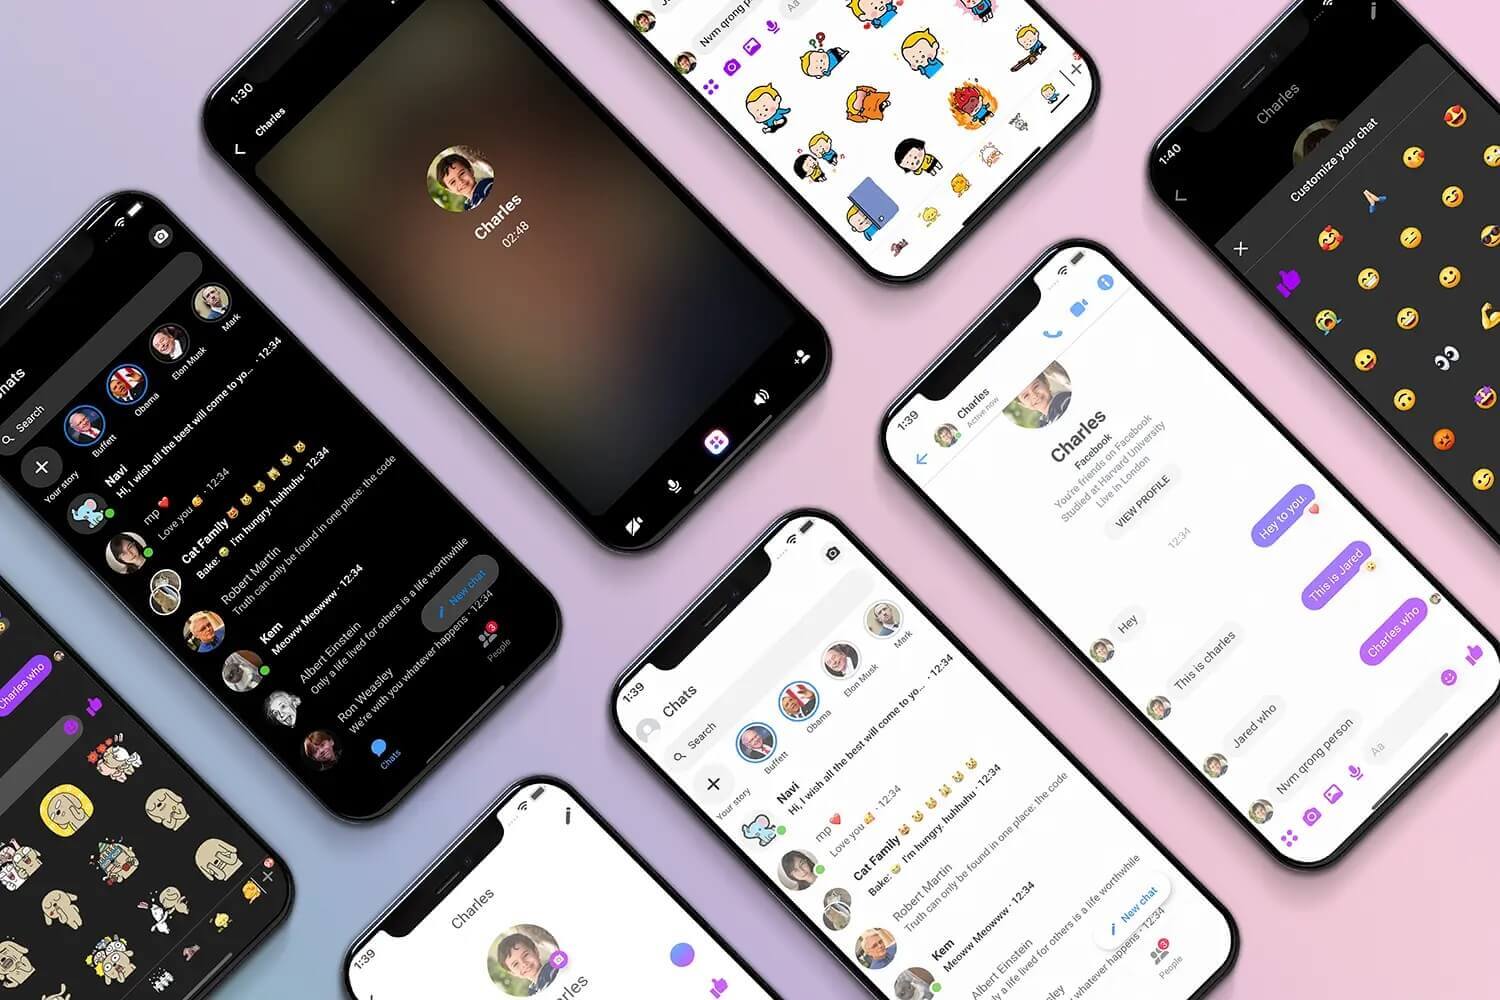 1:30
Charles
Charles
02:48
Nvm qrong person
Aa
1:40
Charles
Customize your chat
Chats
Search
Your story
Buffett
Obama
Elon Musk
Mark
Navi
Hi, I wish all the best will come to yo... · 12:34
mp ❤️
Love you 🥰 · 12:34
Cat Family 😼 😺 😺 😺 😺 😺
Bake: 😂 I'm hungry. huhhuhu · 12:34
Robert Martin
Truth can only be found in one place: the code
Kem
Meoww Meowww · 12:34
Albert Einstein
Only a life lived for others is a life worthwhile
Ron Weasley
We're with you whatever happens · 12:34
New chat
Chats
3
People
Charles who
1:39
Charles
Active now
Charles
Facebook
You're friends on Facebook
Studied at Harvard University
Live in London
VIEW PROFILE
12:34
Hey to you.
This is Jared
Charles who
Hey
This is charles
Jared who
Nvm qrong person
Aa
1:39
Chats
Search
Your story
Buffett
Obama
Elon Musk
Mark
Navi
Hi, I wish all the best will come to yo... · 12:34
mp ❤️
Love you 🥰 · 12:34
Cat Family 😼 😺 😺 😺 😺 😺
Bake: 😂 I'm hungry. huhhuhu · 12:34
Robert Martin
Truth can only be found in one place: the code
Kem
Meoww Meowww · 12:34
Albert Einstein
Only a life lived for others is a life worthwhile
whatever happens · 12:34
New chat
3
People
1:39
Charles